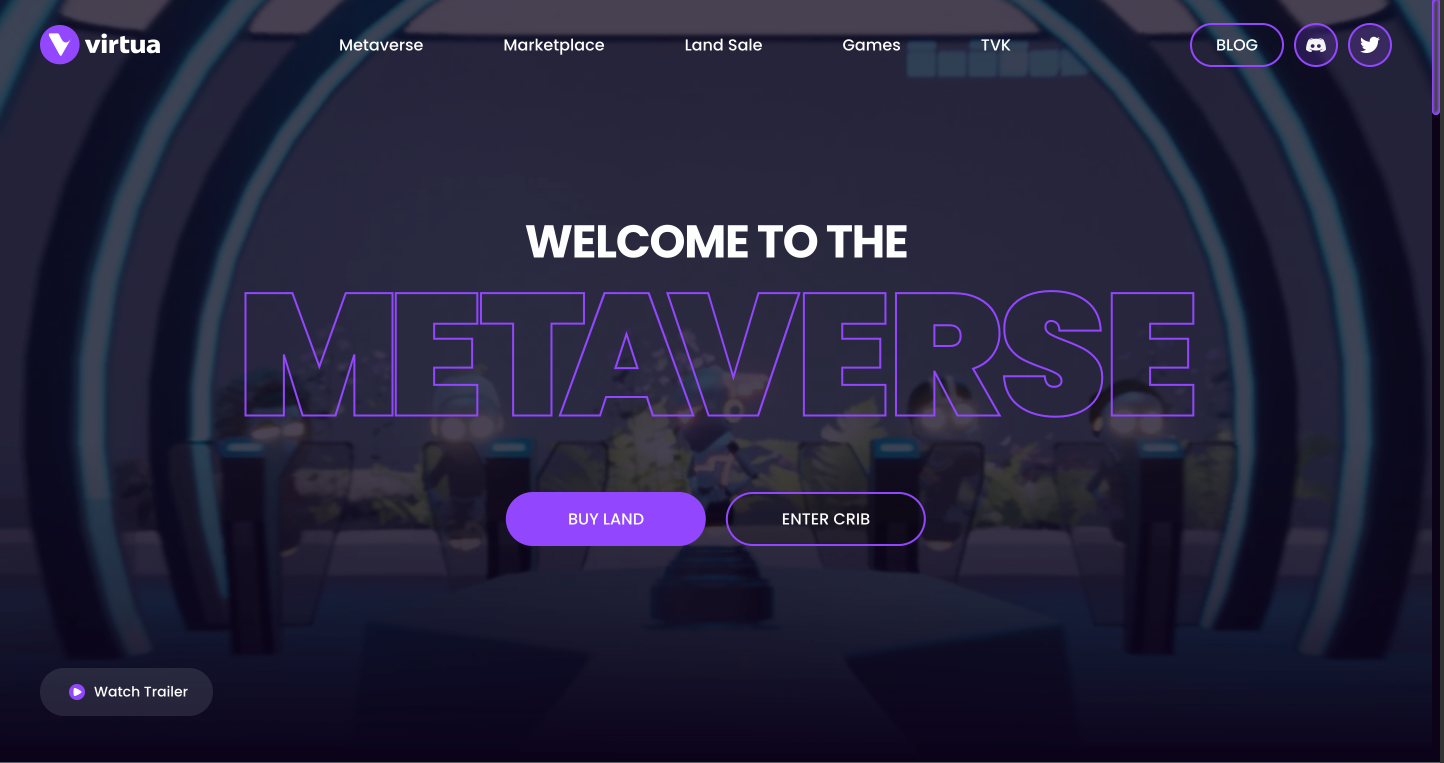 virtua
Metaverse
Marketplace
Land Sale
Games
TVK
BLOG
WELCOME TO THE
METAVERSE
BUY LAND
ENTER CRIB
Watch Trailer